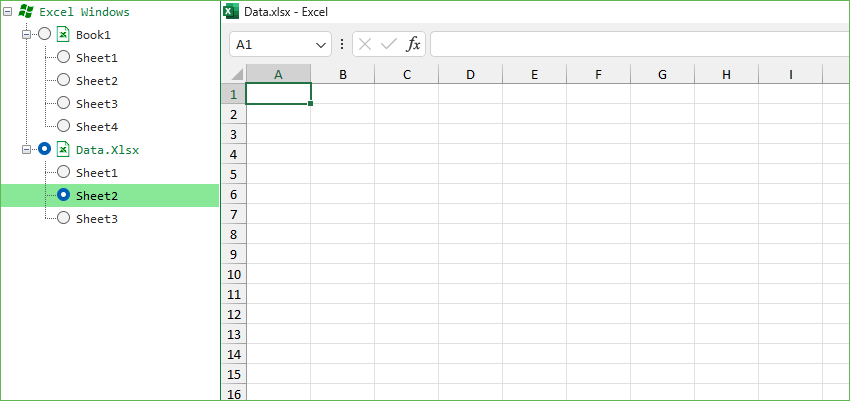 Excel Windows
Book1
Sheet1
Sheet2
Sheet3
Sheet4
Data.Xlsx
Sheet1
Sheet2
Sheet3
Data.xlsx - Excel
A1
fx
A B C D E F G H I
1
2
3
4
5
6
7
8
9
10
11
12
13
14
15
16